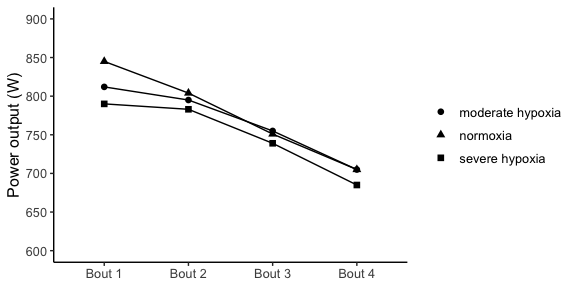 Power output (W)
900
850
800
750
700
650
600
Bout 1 Bout 2 Bout 3 Bout 4
moderate hypoxia
normoxia
severe hypoxia